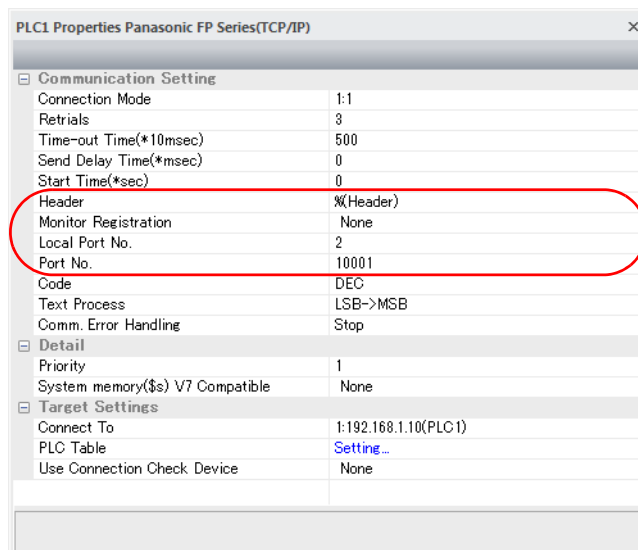 PLC1 Properties Panasonic FP Series(TCP/IP)
Communication Setting
Connection Mode 1:1
Retrials 3
Time-out Time(*10msec) 500
Send Delay Time(*msec) 0
Start Time(*sec) 0
Header %(Header)
Monitor Registration None
Local Port No. 2
Port No. 10001
Code DEC
Text Process LSB->MSB
Comm. Error Handling Stop
Detail
Priority 1
System memory($s) V7 Compatible None
Target Settings
Connect To 1:192.168.1.10(PLC1)
PLC Table Setting...
Use Connection Check Device None